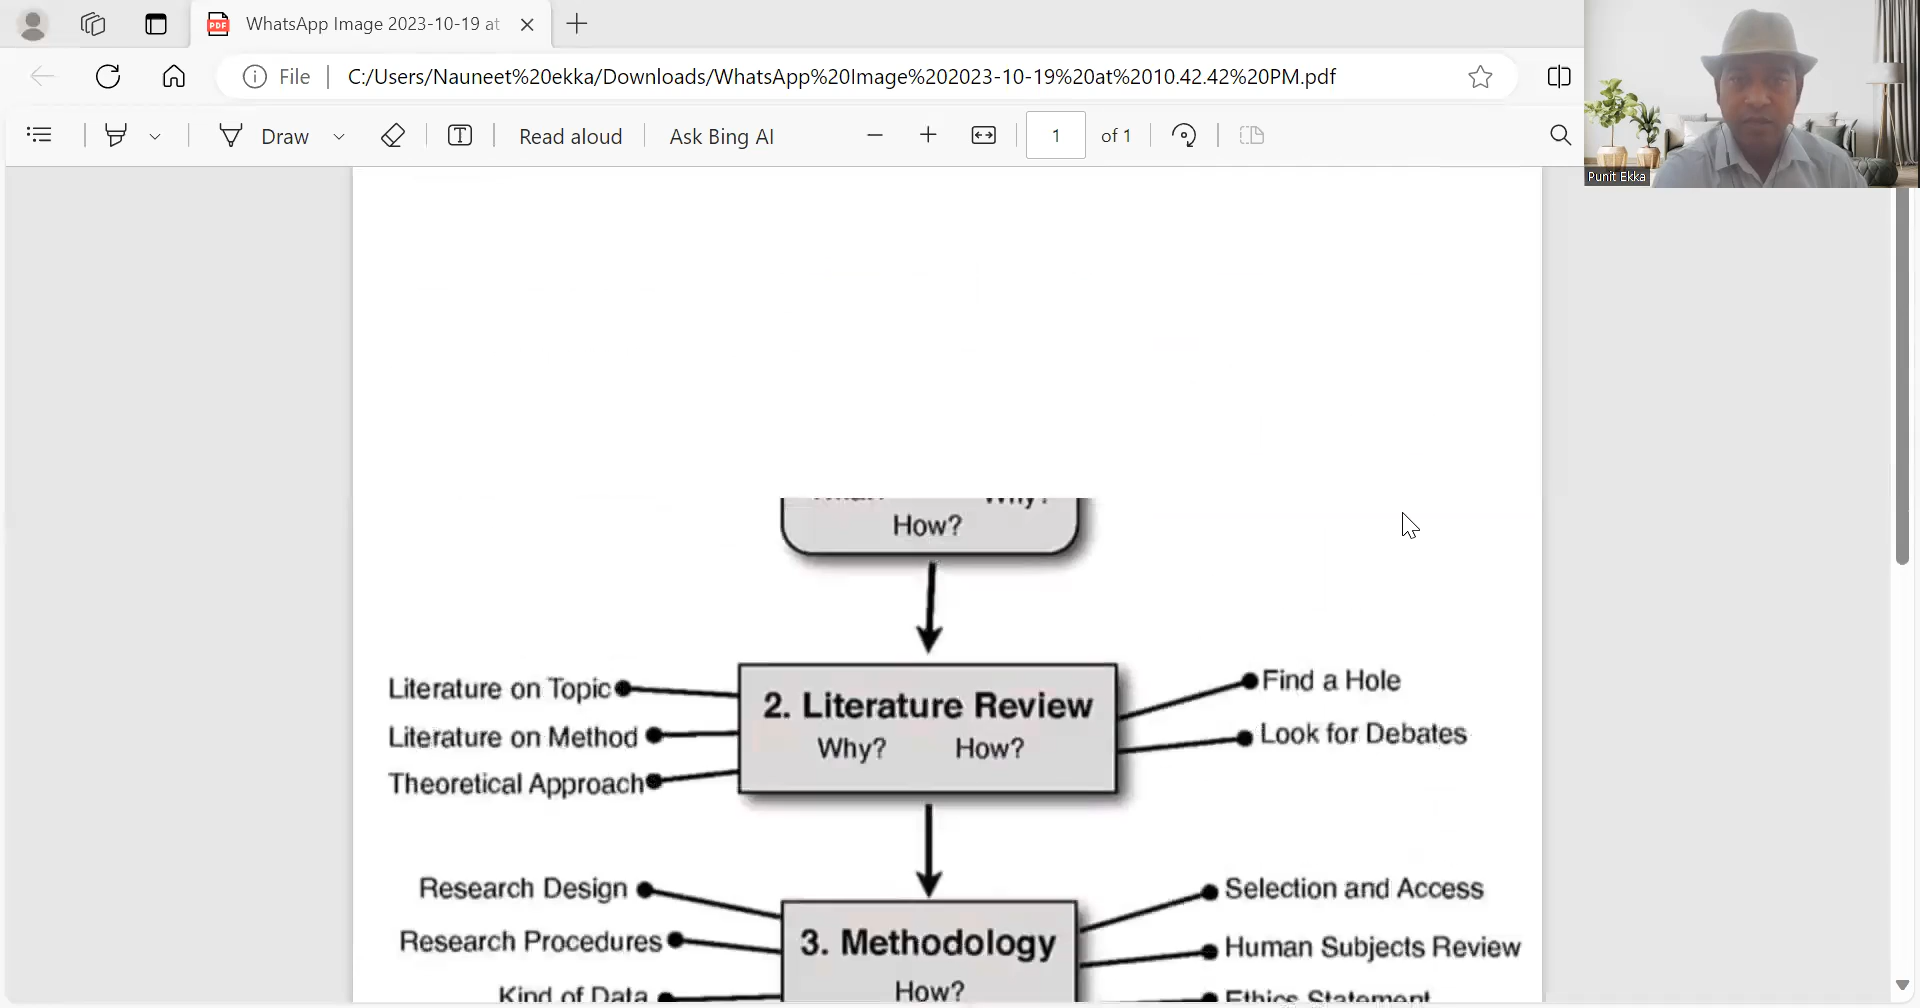 WhatsApp Image 2023-10-19 at
File
C:/Users/Nauneet%20ekka/Downloads/WhatsApp%20Image%202023-10-19%20at%2010.42.42%20PM.pdf
Draw
Read aloud
Ask Bing AI
1
of 1
Punit Ekka
Why?
How?
Literature on Topic
Literature on Method
Theoretical Approach
2. Literature Review
Why? How?
Find a Hole
Look for Debates
Research Design
Research Procedures
Kind of Data
3. Methodology
How?
Selection and Access
Human Subjects Review
Ethics Statement